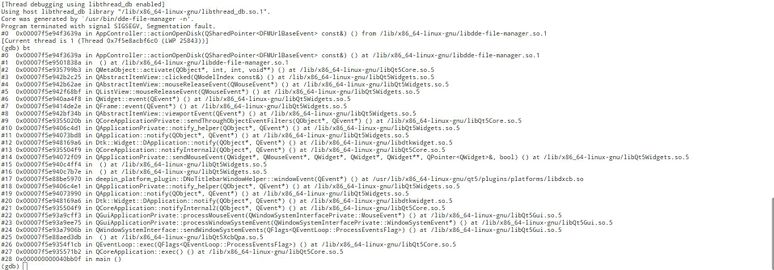 [Thread debugging using libthread_db enabled]
Using host libthread_db library "/lib/x86_64-linux-gnu/libthread_db.so.1".
Core was generated by `/usr/bin/dde-file-manager -n'.
Program terminated with signal SIGSEGV, Segmentation fault.
#0 0x00007f5e94f3639a in AppController::actionOpenDisk(QSharedPointer<DFMUrlBaseEvent> const&) () from /lib/x86_64-linux-gnu/libdde-file-manager.so.1
[Current thread is 1 (Thread 0x7f5e8acbf6c0 (LWP 25843))]
(gdb) bt
#0 0x00007f5e94f3639a in AppController::actionOpenDisk(QSharedPointer<DFMUrlBaseEvent> const&) () at /lib/x86_64-linux-gnu/libdde-file-manager.so.1
#1 0x00007f5e9501838a in () at /lib/x86_64-linux-gnu/libdde-file-manager.so.1
#2 0x00007f5e935799b3 in QMetaObject::activate(QObject*, int, int, void**) () at /lib/x86_64-linux-gnu/libQt5Core.so.5
#3 0x00007f5e942b2c25 in QAbstractItemView::clicked(QModelIndex const&) () at /lib/x86_64-linux-gnu/libQt5Widgets.so.5
#4 0x00007f5e942b62ae in QAbstractItemView::mouseReleaseEvent(QMouseEvent*) () at /lib/x86_64-linux-gnu/libQt5Widgets.so.5
#5 0x00007f5e942f68bf in QListView::mouseReleaseEvent(QMouseEvent*) () at /lib/x86_64-linux-gnu/libQt5Widgets.so.5
#6 0x00007f5e940aa4f8 in QWidget::event(QEvent*) () at /lib/x86_64-linux-gnu/libQt5Widgets.so.5
#7 0x00007f5e9414de2e in QFrame::event(QEvent*) () at /lib/x86_64-linux-gnu/libQt5Widgets.so.5
#8 0x00007f5e942bf34b in QAbstractItemView::viewportEvent(QEvent*) () at /lib/x86_64-linux-gnu/libQt5Widgets.so.5
#9 0x00007f5e9355020b in QCoreApplicationPrivate::sendThroughObjectEventFilters(QObject*, QEvent*) () at /lib/x86_64-linux-gnu/libQt5Core.so.5
#10 0x00007f5e9406c4d1 in QApplicationPrivate::notify_helper(QObject*, QEvent*) () at /lib/x86_64-linux-gnu/libQt5Widgets.so.5
#11 0x00007f5e94073bd8 in QApplication::notify(QObject*, QEvent*) () at /lib/x86_64-linux-gnu/libQt5Widgets.so.5
#12 0x00007f5e948169a6 in Dtk::Widget::DApplication::notify(QObject*, QEvent*) () at /lib/x86_64-linux-gnu/libdtkwidget.so.5
#13 0x00007f5e935504f9 in QCoreApplication::notifyInternal2(QObject*, QEvent*) () at /lib/x86_64-linux-gnu/libQt5Core.so.5
#14 0x00007f5e94072f09 in QApplicationPrivate::sendMouseEvent(QWidget*, QMouseEvent*, QWidget*, QWidget*, QWidget**, QPointer<QWidget>&, bool) () at /lib/x86_64-linux-gnu/libQt5Widgets.so.5
#15 0x00007f5e940c4ff4 in () at /lib/x86_64-linux-gnu/libQt5Widgets.so.5
#16 0x00007f5e940c7b7e in () at /lib/x86_64-linux-gnu/libQt5Widgets.so.5
#17 0x00007f5e88be5970 in deepin_platform_plugin::DNoTitlebarWindowHelper::windowEvent(QEvent*) () at /usr/lib/x86_64-linux-gnu/qt5/plugins/platforms/libdxcb.so
#18 0x00007f5e9406c4e1 in QApplicationPrivate::notify_helper(QObject*, QEvent*) () at /lib/x86_64-linux-gnu/libQt5Widgets.so.5
#19 0x00007f5e94073990 in QApplication::notify(QObject*, QEvent*) () at /lib/x86_64-linux-gnu/libQt5Widgets.so.5
#20 0x00007f5e948169a6 in Dtk::Widget::DApplication::notify(QObject*, QEvent*) () at /lib/x86_64-linux-gnu/libdtkwidget.so.5
#21 0x00007f5e935504f9 in QCoreApplication::notifyInternal2(QObject*, QEvent*) () at /lib/x86_64-linux-gnu/libQt5Core.so.5
#22 0x00007f5e93a9cff3 in QGuiApplicationPrivate::processMouseEvent(QWindowSystemInterfacePrivate::MouseEvent*) () at /lib/x86_64-linux-gnu/libQt5Gui.so.5
#23 0x00007f5e93a9ee75 in QGuiApplicationPrivate::processWindowSystemEvent(QWindowSystemInterfacePrivate::WindowSystemEvent*) () at /lib/x86_64-linux-gnu/libQt5Gui.so.5
#24 0x00007f5e93a7906b in QWindowSystemInterface::sendWindowSystemEvents(QFlags<QEventLoop::ProcessEventsFlag>) () at /lib/x86_64-linux-gnu/libQt5Gui.so.5
#25 0x00007f5e88aed3db in () at /lib/x86_64-linux-gnu/libQt5XcbQpa.so.5
#26 0x00007f5e9354f1cb in QEventLoop::exec(QFlags<QEventLoop::ProcessEventsFlag>) () at /lib/x86_64-linux-gnu/libQt5Core.so.5
#27 0x00007f5e935571b2 in QCoreApplication::exec() () at /lib/x86_64-linux-gnu/libQt5Core.so.5
#28 0x000000000040bb0f in main ()
(gdb)